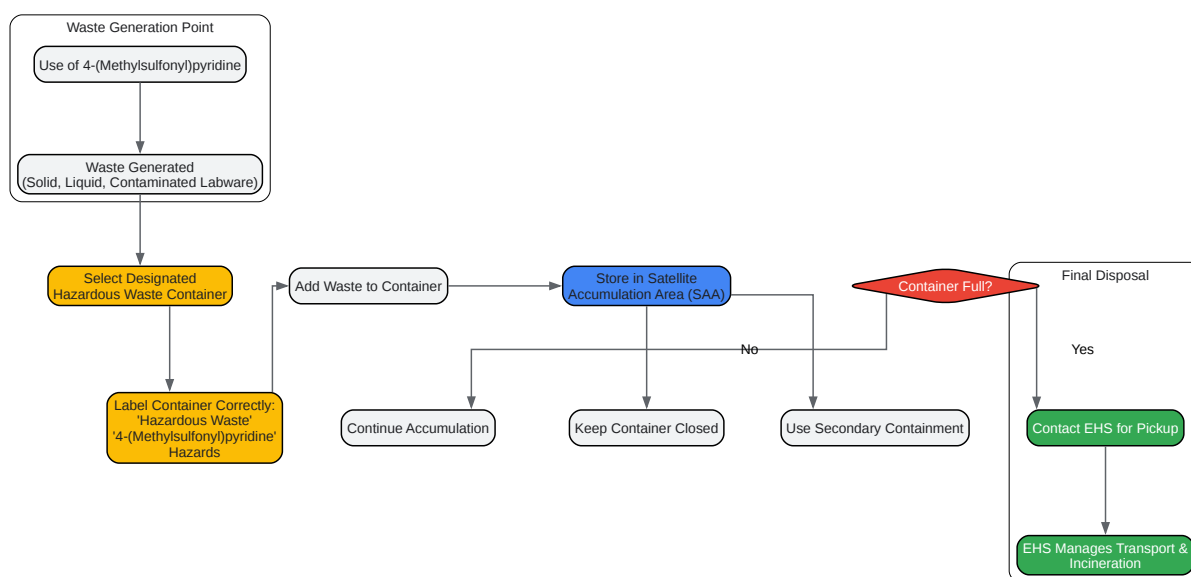 Waste Generation Point
Use of 4-(Methylsulfonyl)pyridine
Waste Generated
(Solid, Liquid, Contaminated Labware)
Select Designated
Hazardous Waste Container
Label Container Correctly:
'Hazardous Waste'
'4-(Methylsulfonyl)pyridine'
Hazards
Add Waste to Container
Store in Satellite
Accumulation Area (SAA)
Container Full?
No
Yes
Continue Accumulation
Keep Container Closed
Use Secondary Containment
Final Disposal
Contact EHS for Pickup
EHS Manages Transport &
Incineration